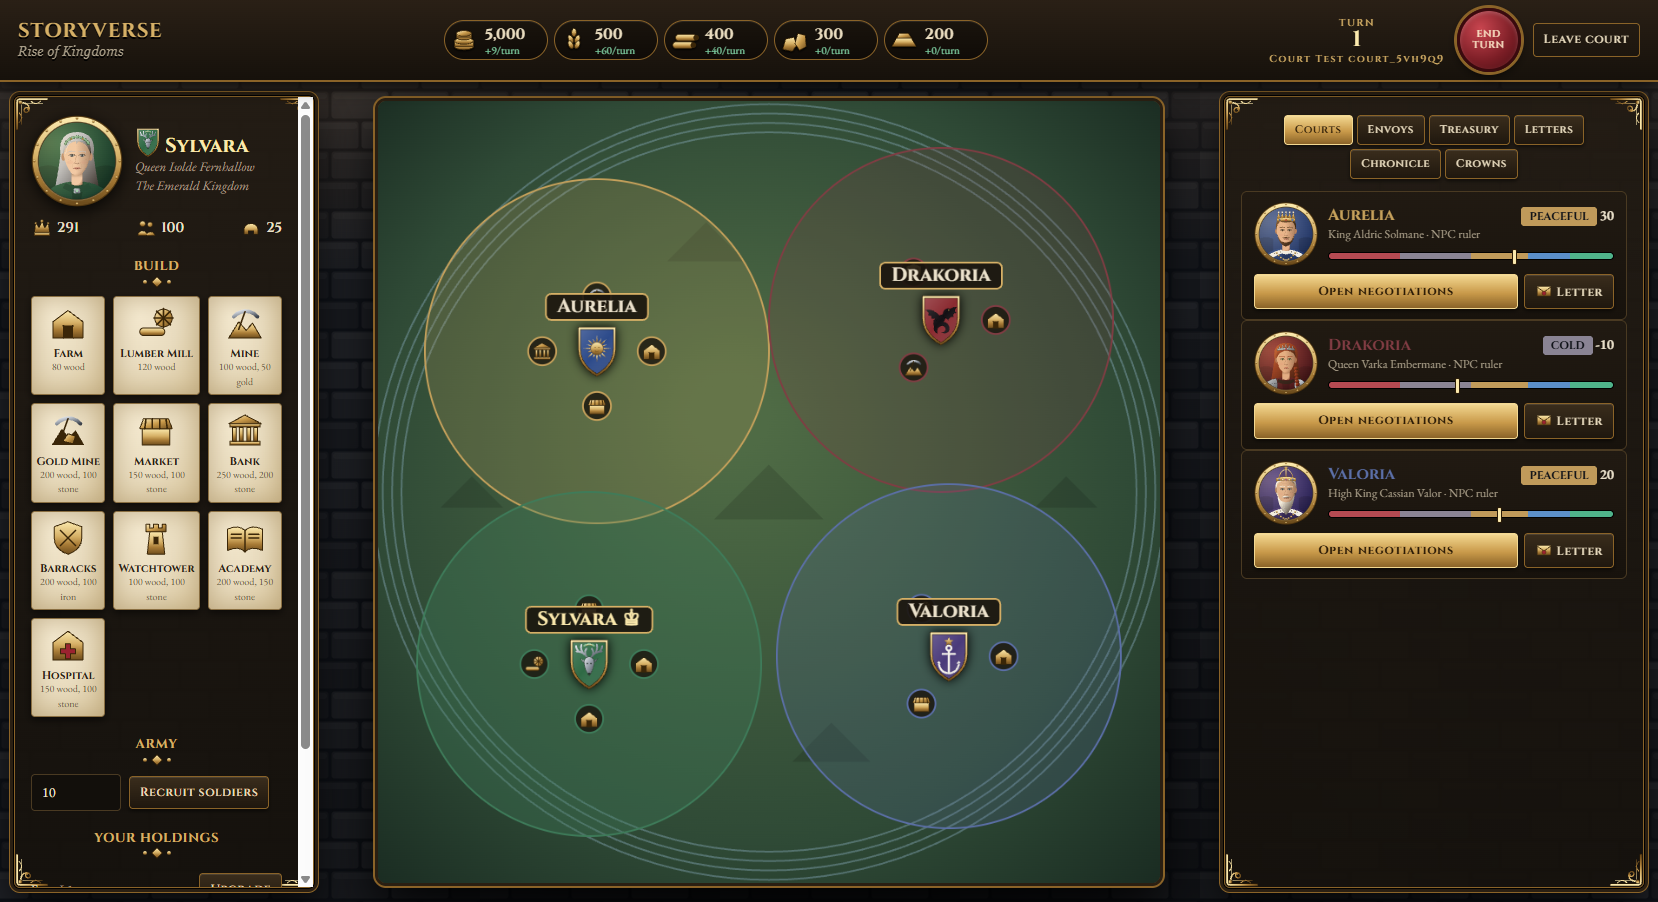 STORYVERSE
Rise of Kingdoms
5,000
+9/turn
500
+60/turn
400
+40/turn
300
+0/turn
200
+0/turn
TURN
1
COURT TEST COURT_5VH9Q9
END
TURN
LEAVE COURT
SYLVARA
Queen Isolde Fernhallow
The Emerald Kingdom
291
100
25
BUILD
FARM
80 wood
LUMBER MILL
120 wood
MINE
100 wood, 50
gold
GOLD MINE
200 wood, 100
stone
MARKET
150 wood, 100
stone
BANK
250 wood, 200
stone
BARRACKS
200 wood, 100
iron
WATCHTOWER
100 wood, 100
stone
ACADEMY
200 wood, 150
stone
HOSPITAL
150 wood, 100
stone
ARMY
10
RECRUIT SOLDIERS
YOUR HOLDINGS
UPGRADE
AURELIA
DRAKORIA
SYLVARA
VALORIA
COURTS
ENVOYS
TREASURY
LETTERS
CHRONICLE
CROWNS
AURELIA
PEACEFUL 30
King Aldric Solmane · NPC ruler
OPEN NEGOTIATIONS
LETTER
DRAKORIA
COLD -10
Queen Varka Embermane · NPC ruler
OPEN NEGOTIATIONS
LETTER
VALORIA
PEACEFUL 20
High King Cassian Valor · NPC ruler
OPEN NEGOTIATIONS
LETTER